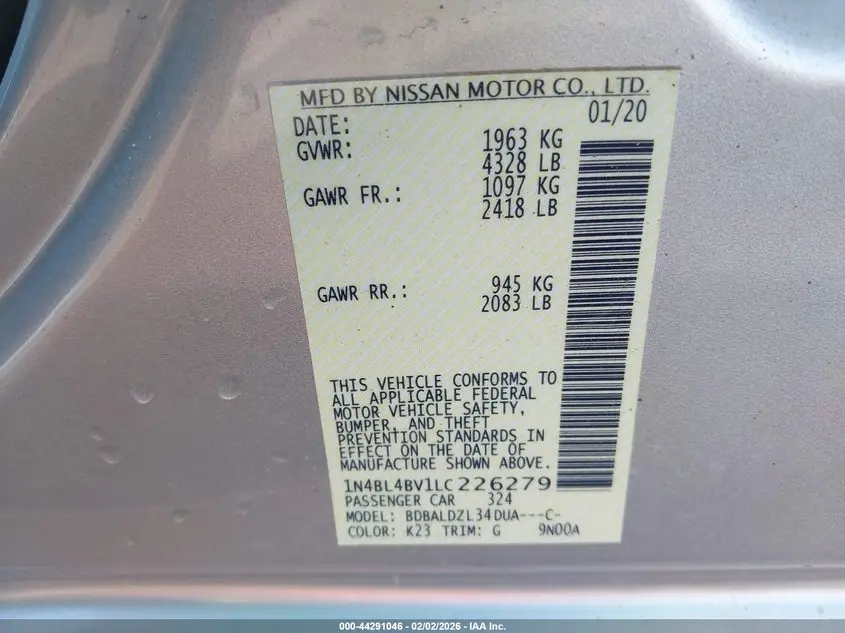 MFD BY NISSAN MOTOR CO., LTD.
DATE: 01/20
GVWR: 1963 KG
4328 LB
GAWR FR.: 1097 KG
2418 LB
GAWR RR.: 945 KG
2083 LB
THIS VEHICLE CONFORMS TO
ALL APPLICABLE FEDERAL
MOTOR VEHICLE SAFETY,
BUMPER, AND THEFT
PREVENTION STANDARDS IN
EFFECT ON THE DATE OF
MANUFACTURE SHOWN ABOVE.
1N4BL4BV1LC226279
PASSENGER CAR 324
MODEL: BDBALDZL34DUA---C-
COLOR: K23 TRIM: G 9N00A
000-44291046 - 02/02/2026 - IAA Inc.